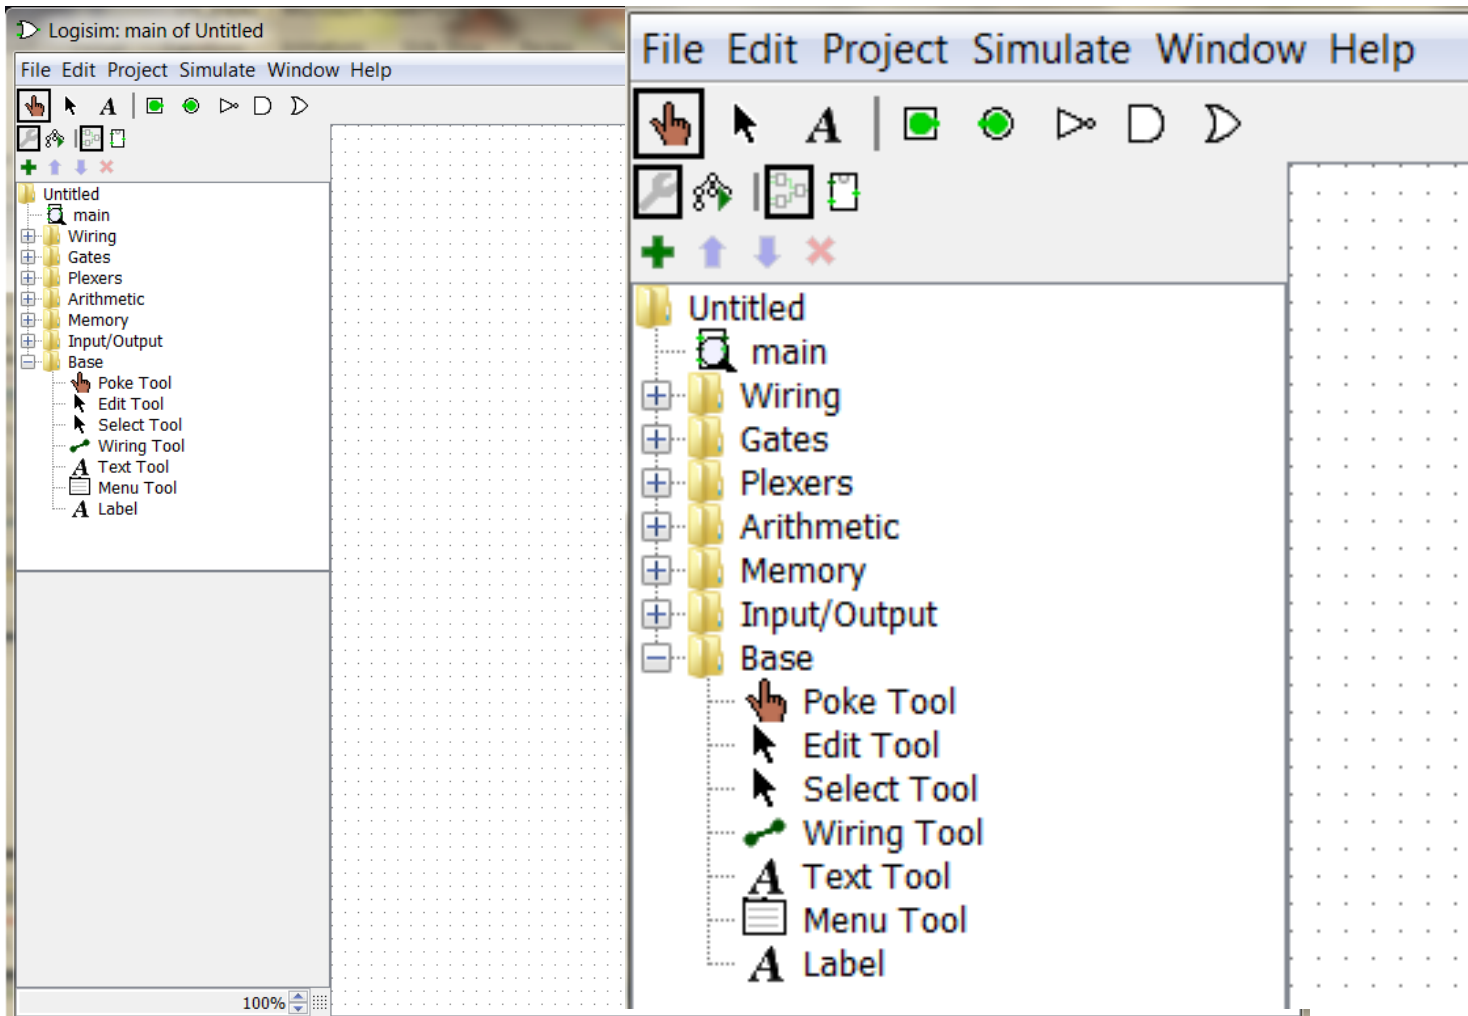 Logisim: main of Untitled
File Edit Project Simulate Window Help
A
Untitled
main
Wiring
Gates
Plexers
Arithmetic
Memory
Input/Output
Base
Poke Tool
Edit Tool
Select Tool
Wiring Tool
A Text Tool
Menu Tool
A Label
100%
File Edit Project Simulate Window Help
A
Untitled
main
Wiring
Gates
Plexers
Arithmetic
Memory
Input/Output
Base
Poke Tool
Edit Tool
Select Tool
Wiring Tool
A Text Tool
Menu Tool
A Label